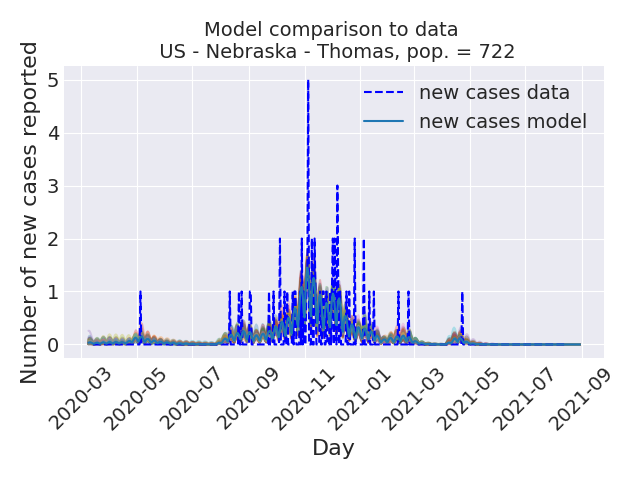 Model comparison to data
US - Nebraska - Thomas, pop. = 722
new cases data
new cases model
Number of new cases reported
5
4
3
2
1
0
2020-03
2020-05
2020-07
2020-09
2020-11
2021-01
2021-03
2021-05
2021-07
2021-09
Day